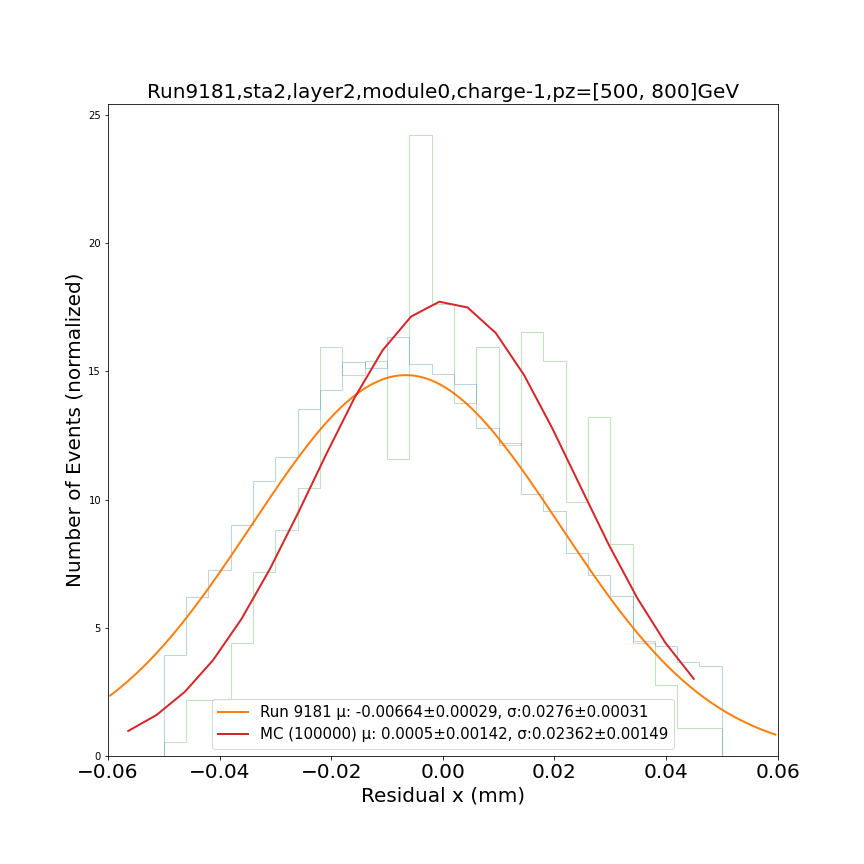 Run9181,sta2,layer2,module0,charge-1,pz=[500, 800]GeV
Number of Events (normalized)
25
20
15
10
5
0
Run 9181 μ: -0.00664±0.00029, σ:0.0276±0.00031
MC (100000) μ: 0.0005±0.00142, σ:0.02362±0.00149
−0.06 −0.04 −0.02 0.00 0.02 0.04 0.06
Residual x (mm)